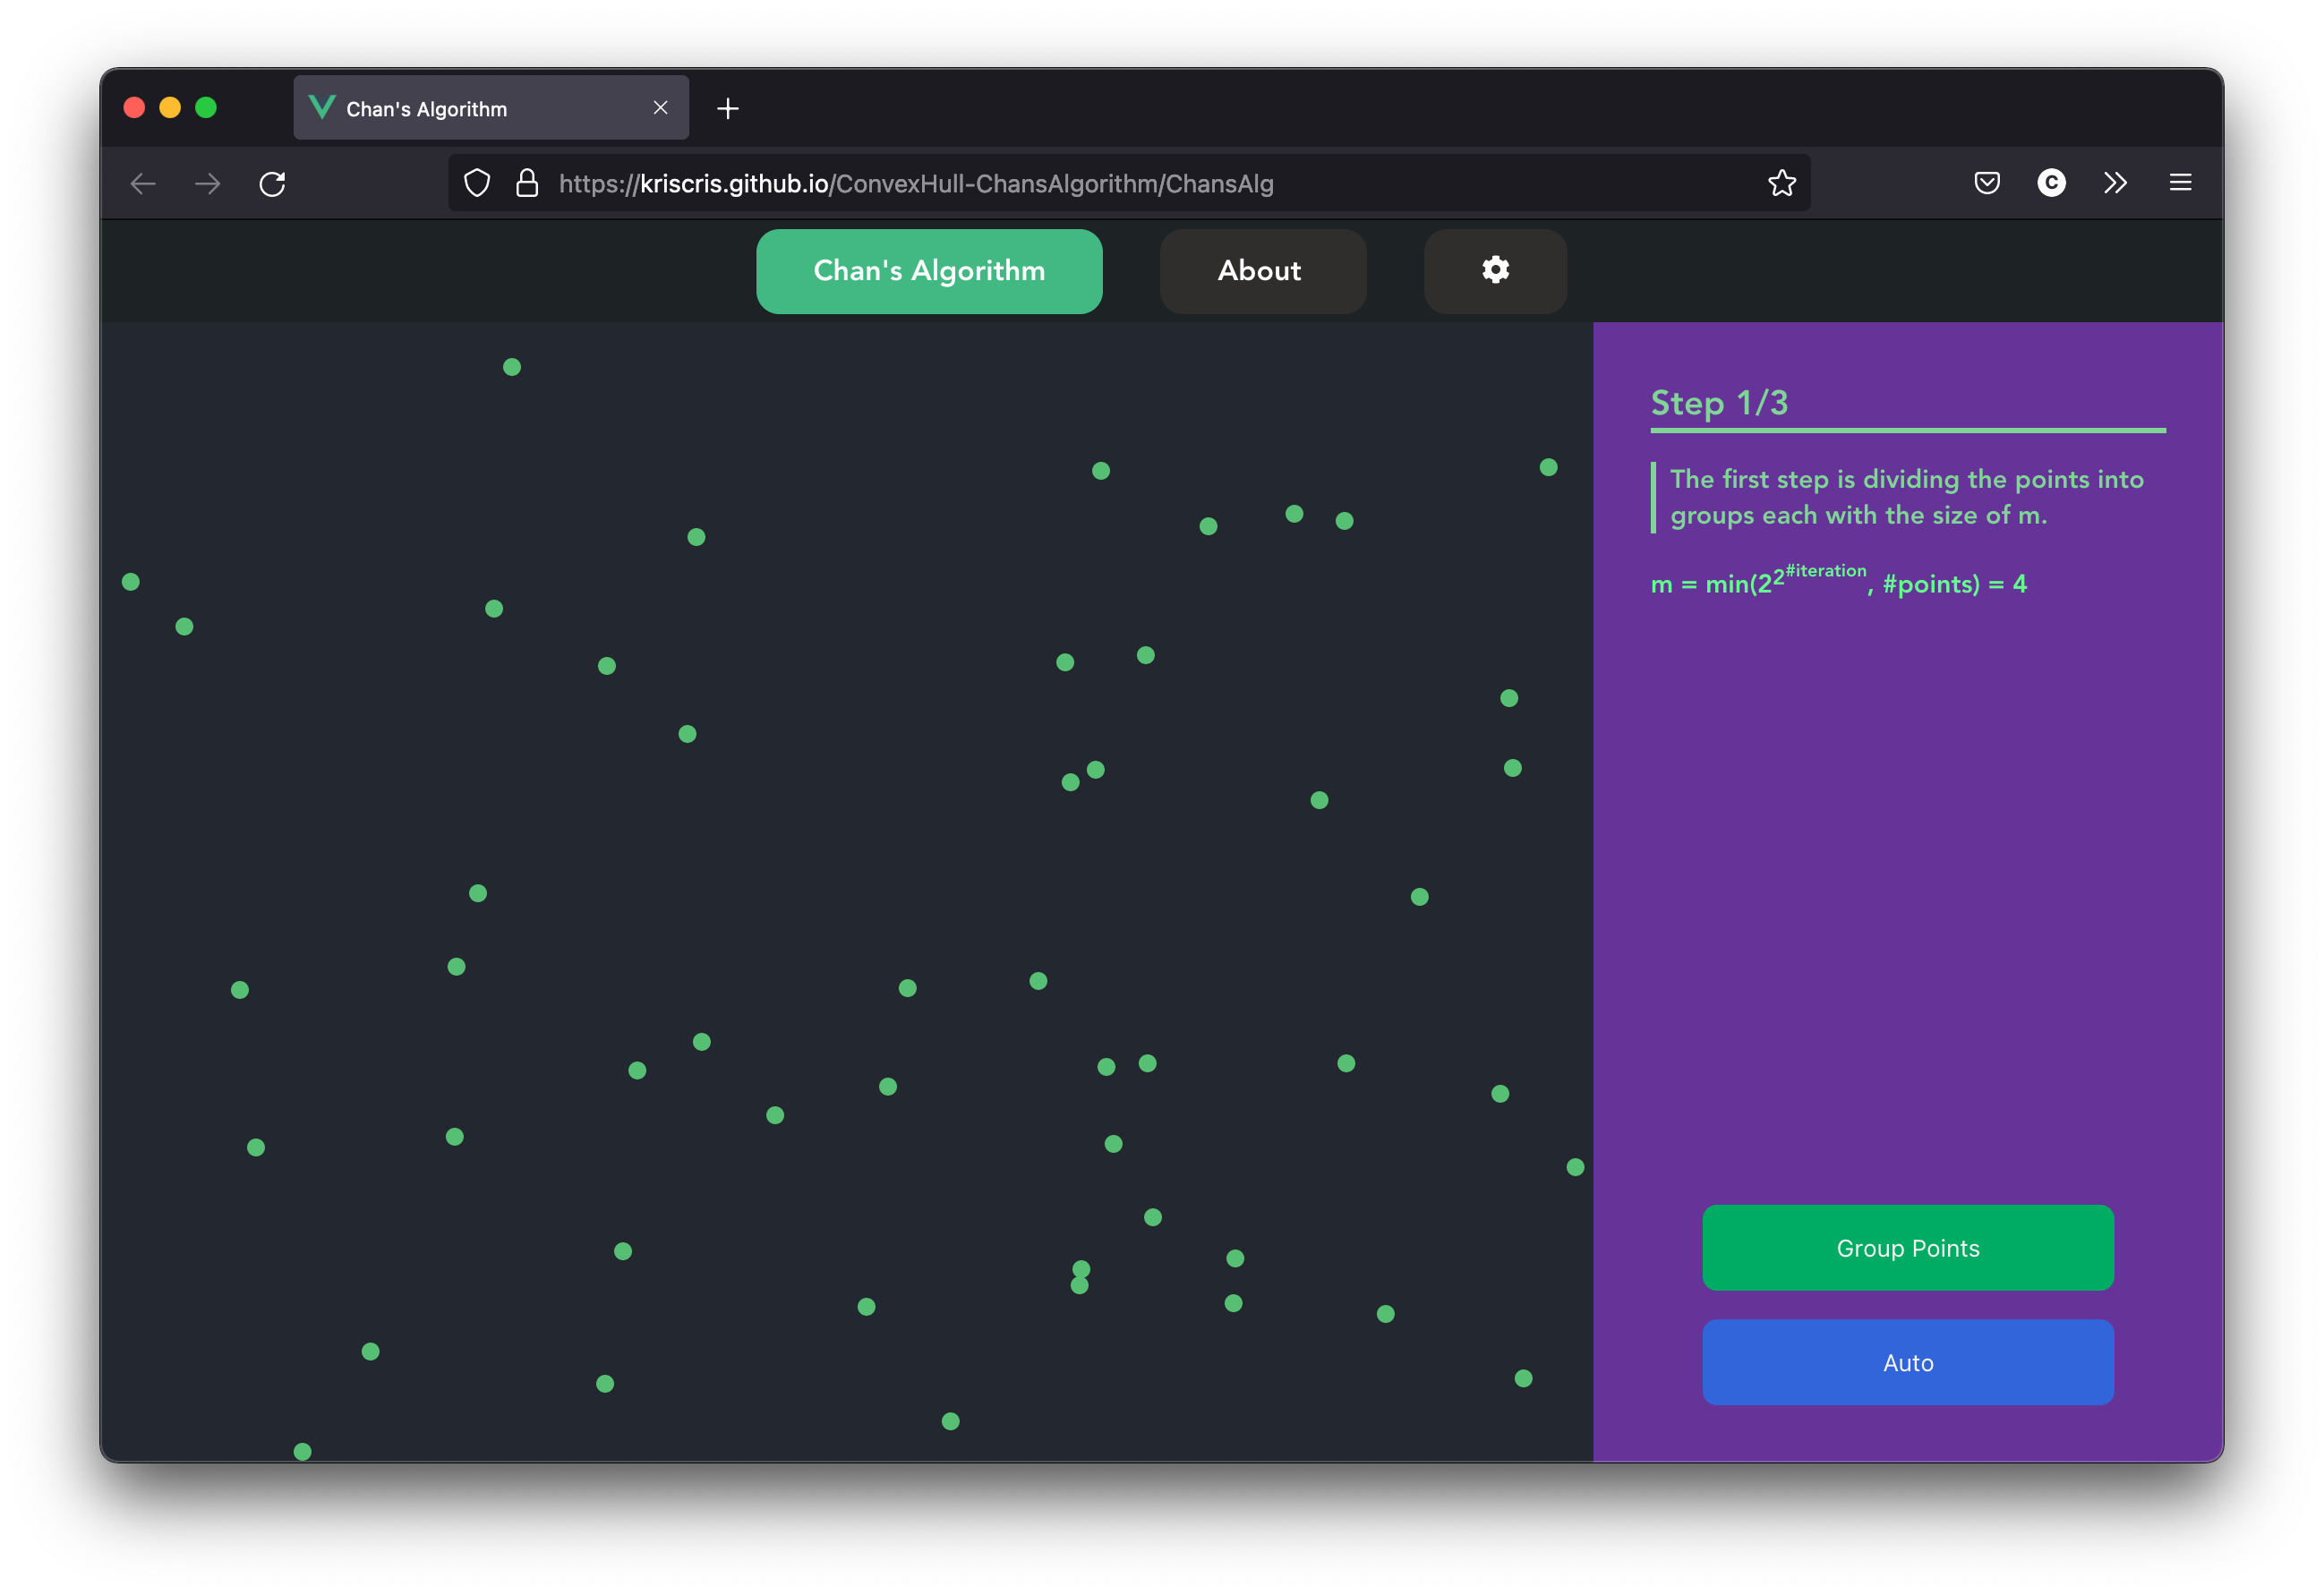 Chan's Algorithm
https://kriscris.github.io/ConvexHull-ChansAlgorithm/ChansAlg
C
Chan's Algorithm
About
Step 1/3
The first step is dividing the points into
groups each with the size of m.
m = min(2^2^#iteration, #points) = 4
Group Points
Auto